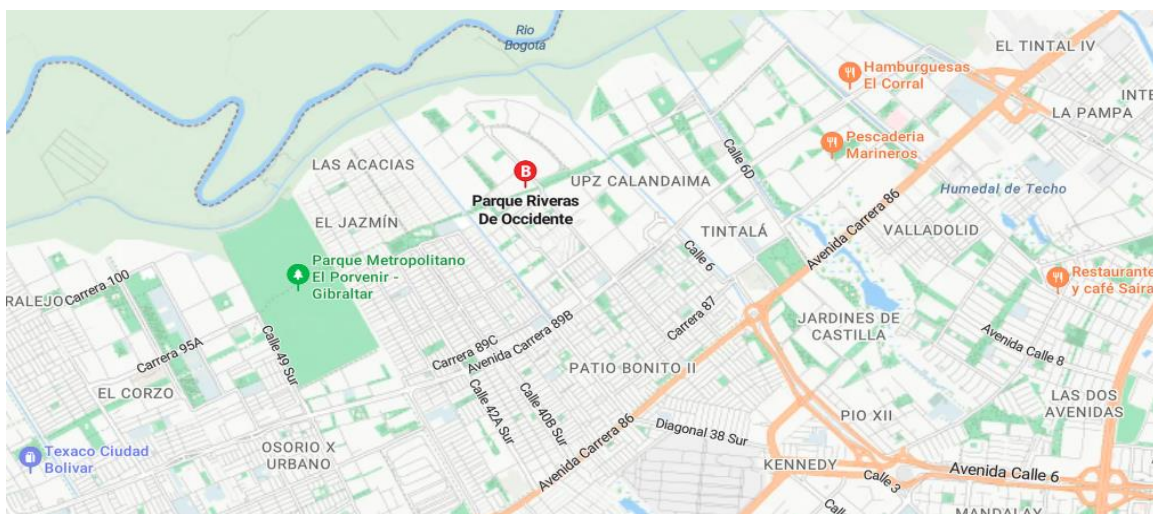 Rio
Bogotá
EL TINTAL IV
Hamburguesas
El Corral
INTE
LA PAMPA
Pescaderia
Marineros
LAS ACACIAS
B
Calle 6D
UPZ CALANDAIMA
Parque Riveras
De Occidente
Humedal de Techo
EL JAZMÍN
TINTALÁ
Avenida Carrera 86
VALLADOLID
Parque Metropolitano
El Porvenir -
Gibraltar
Calle 6
Restaurante
y café Saira
RALEJO
Carrera 100
Carrera 87
JARDINES DE
CASTILLA
Calle 49 Sur
Carrera 95A
Carrera 89C
Avenida Carrera 89B
Avenida Calle 8
PATIO BONITO II
EL CORZO
Calle 42A Sur
Calle 40B Sur
LAS DOS
AVENIDAS
PIO XII
Diagonal 38 Sur
Avenida Carrera 86
OSORIO X
URBANO
Texaco Ciudad
Bolivar
KENNEDY
Calle 3
Avenida Calle 6
Calle
MANDALAY